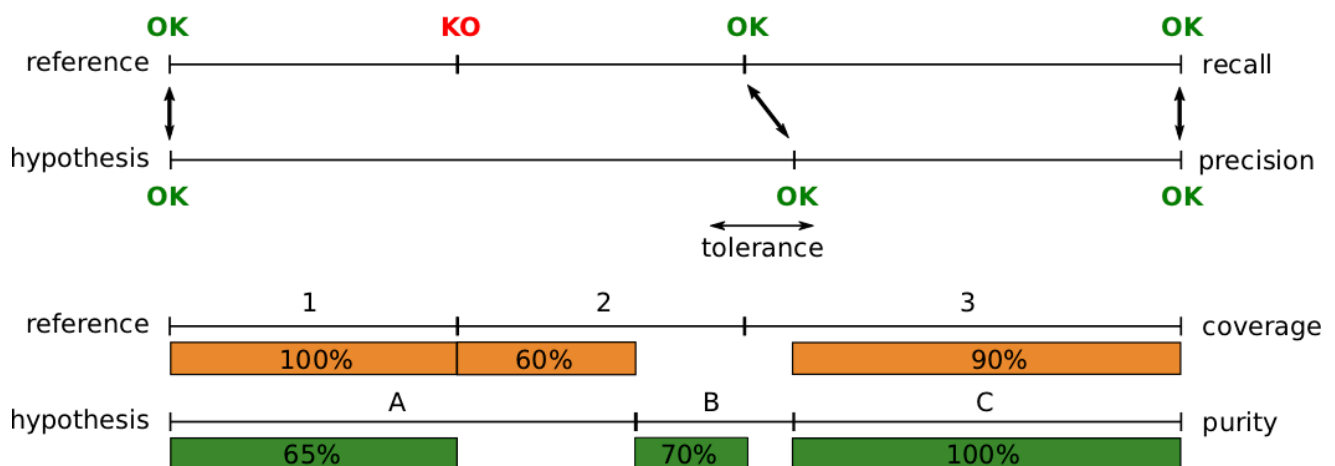 OK KO OK OK
reference recall
hypothesis precision
OK OK OK
tolerance
1 2 3
reference coverage
100% 60% 90%
A B C
hypothesis purity
65% 70% 100%